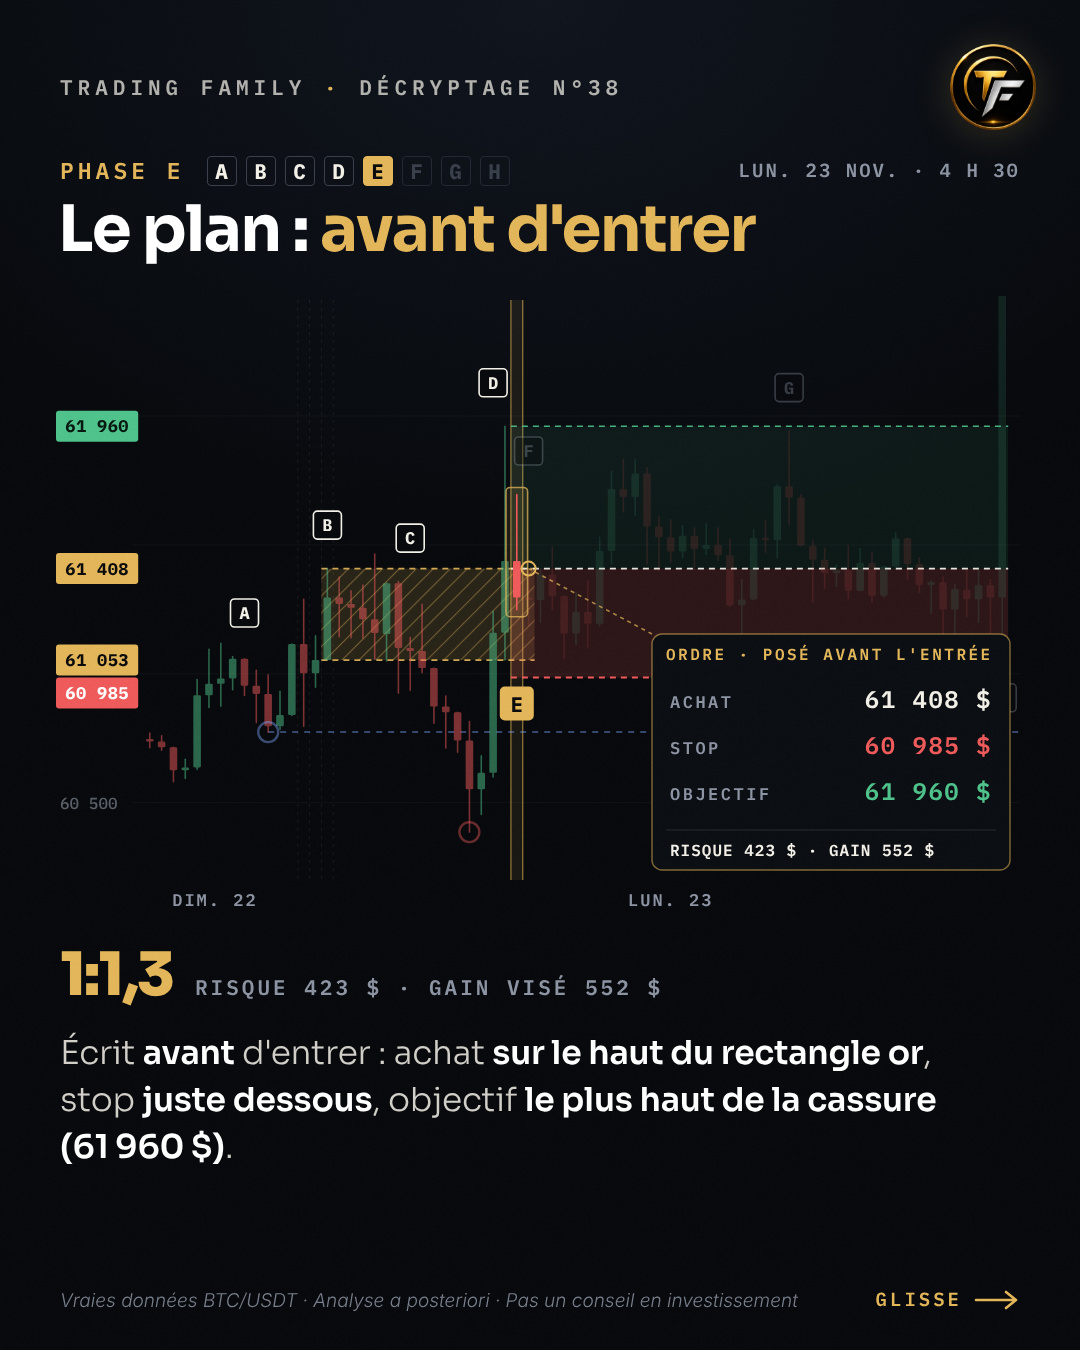 TRADING FAMILY · DÉCRYPTAGE N°38
TF
PHASE E A B C D E F G H
LUN. 23 NOV. · 4 H 30
Le plan : avant d'entrer
D
G
61 960
F
B
C
61 408
A
61 053
60 985
E
ORDRE · POSÉ AVANT L'ENTRÉE
ACHAT 61 408 $
STOP 60 985 $
OBJECTIF 61 960 $
RISQUE 423 $ · GAIN 552 $
60 500
DIM. 22
LUN. 23
1:1,3 RISQUE 423 $ · GAIN VISÉ 552 $
Écrit avant d'entrer : achat sur le haut du rectangle or,
stop juste dessous, objectif le plus haut de la cassure
(61 960 $).
Vraies données BTC/USDT · Analyse a posteriori · Pas un conseil en investissement
GLISSE →